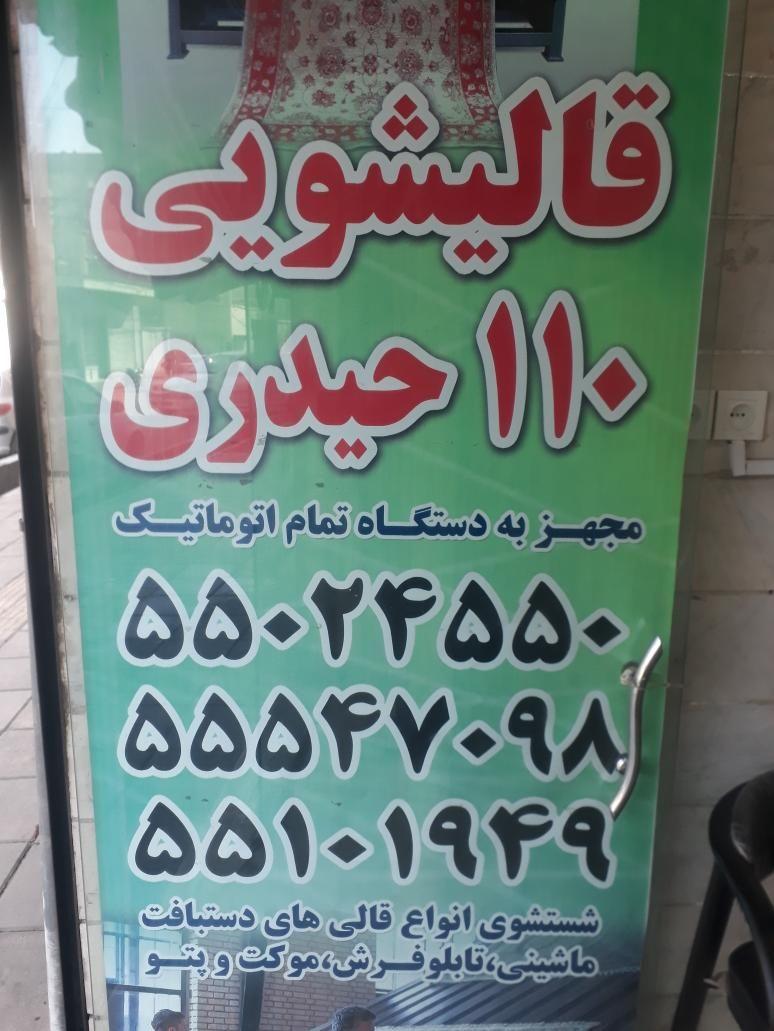 قالیشویی
۱۱۰ حیدری
مجهز به دستگاه تمام اتوماتیک
۵۵۰۲۴۵۵۰
۵۵۵۴۷۰۹۸
۵۵۱۰۱۹۴۹
شستشوی انواع قالی های دستبافت
ماشینی،تابلوفرش،موکت و پتو